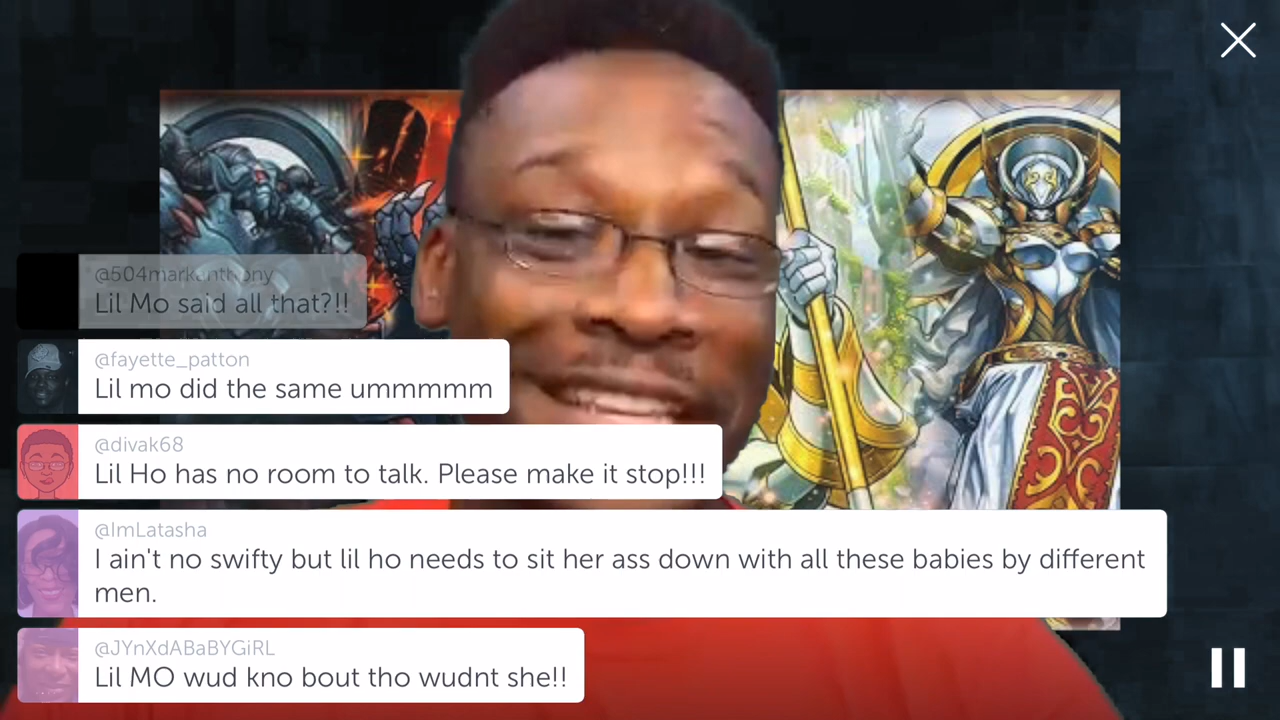 @504markanthony
Lil Mo said all that?!!
@fayette_patton
Lil mo did the same ummmmm
@divak68
Lil Ho has no room to talk. Please make it stop!!!
@ImLatasha
I ain't no swifty but lil ho needs to sit her ass down with all these babies by different
men.
@JYnXdABaBYGiRL
Lil MO wud kno bout tho wudnt she!!